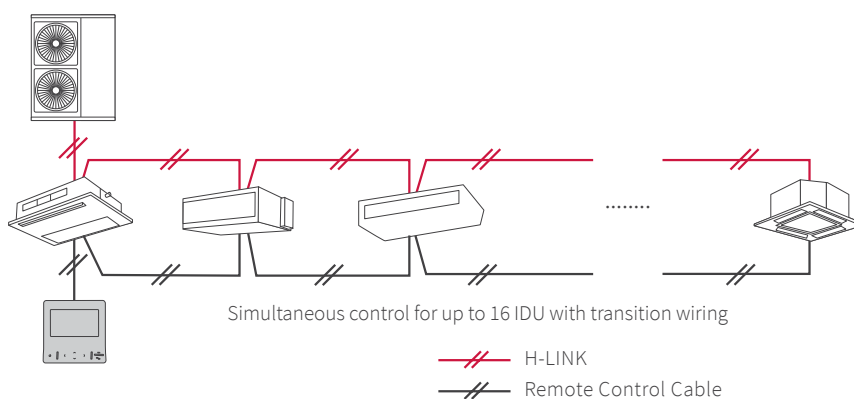 ........
Simultaneous control for up to 16 IDU with transition wiring
H-LINK
Remote Control Cable